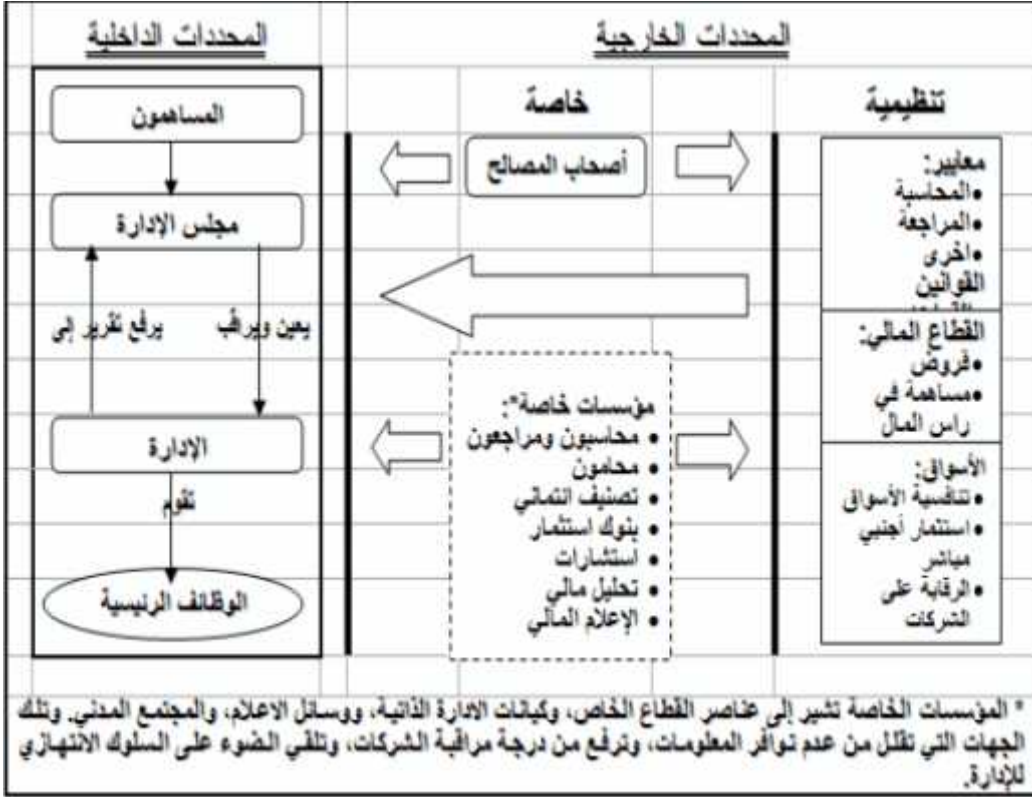 المحددات الخارجية
المحددات الداخلية
تنظيمية
معايير:
•المحاسبة
•المراجعة
•اخرى
القوانين
القطاع المالي:
•قروض
•مساهمة في
راس المال
الأسواق:
•تنافسية الأسواق
•استثمار أجنبي
مباشر
•الرقابة على
الشركات
خاصة
أصحاب المصالح
مؤسسات خاصة*:
• محاسبون ومراجعون
• محامون
• تصنيف ائتماني
• بنوك استثمار
• استشارات
• تحليل مالي
• الإعلام المالي
المساهمون
مجلس الإدارة
يعين ويراقب
يرفع تقرير إلى
الإدارة
تقوم
الوظائف الرئيسية
* المؤسسات الخاصة تشير إلى عناصر القطاع الخاص، وكيانات الادارة الذاتية، ووسائل الاعلام، والمجتمع المدني. وتلك
الجهات التي تقلل من عدم توافر المعلومات، وترفع من درجة مراقبة الشركات، وتلقي الضوء على السلوك الانتهازي
للإدارة.